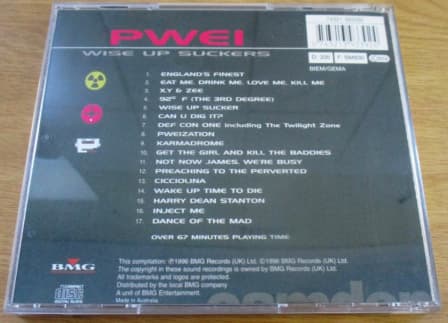 PWEI
WISE UP SUCKERS
BIEM/GEMA
1. ENGLAND'S FINEST
2. EAT ME, DRINK ME, LOVE ME, KILL ME
3. X,Y & ZEE
4. 92° F (THE 3RD DEGREE)
5. WISE UP SUCKER
6. CAN U DIG IT?
7. DEF CON ONE including The Twilight Zone
8. PWEIZATION
9. KARMADROME
10. GET THE GIRL AND KILL THE BADDIES
11. NOT NOW JAMES, WE'RE BUSY
12. PREACHING TO THE PERVERTED
13. CICCIOLINA
14. WAKE UP TIME TO DIE
15. HARRY DEAN STANTON
16. INJECT ME
17. DANCE OF THE MAD
OVER 67 MINUTES PLAYING TIME
BMG
COMPACT
disc
DIGITAL AUDIO
This compilation: ℗1996 BMG Records (UK) Ltd. ©1996 BMG Records (UK) Ltd.
The copyright in these sound recordings is owned by BMG Records (UK) Ltd.
All trademarks and logos are protected.
Distributed by the local BMG company
A unit of BMG Entertainment.
Made in Australia